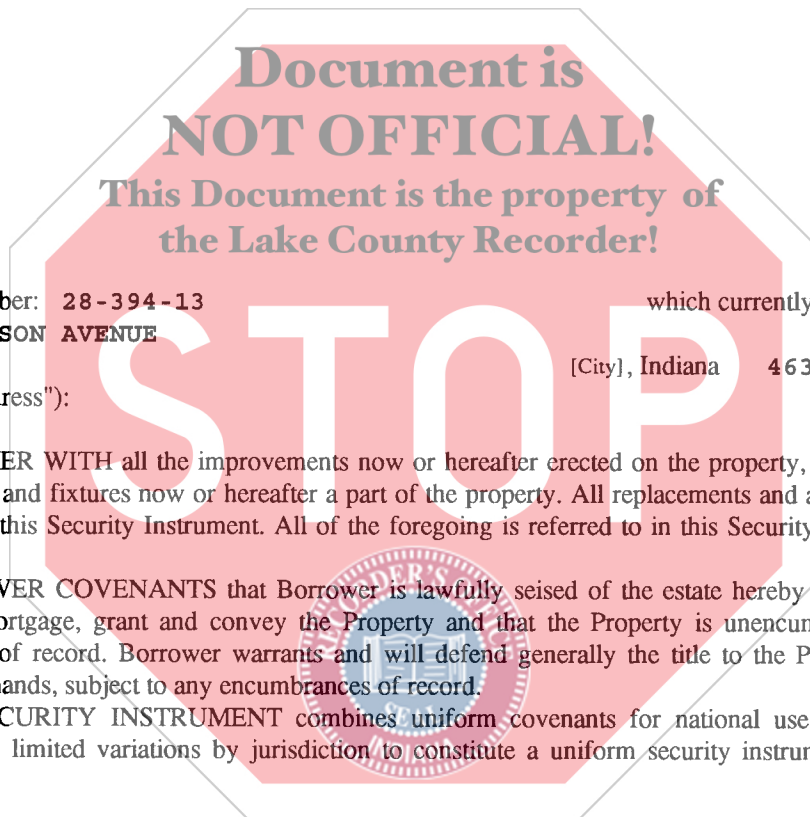 Document is
NOT OFFICIAL!
This Document is the property of
the Lake County Recorder!
ber: 28-394-13 which currently
SON AVENUE
[City], Indiana 463
ress"):
STOP
ER WITH all the improvements now or hereafter erected on the property,
and fixtures now or hereafter a part of the property. All replacements and a
this Security Instrument. All of the foregoing is referred to in this Security
VER COVENANTS that Borrower is lawfully seised of the estate hereby
ortgage, grant and convey the Property and that the Property is unencum
of record. Borrower warrants and will defend generally the title to the P
ands, subject to any encumbrances of record.
CURITY INSTRUMENT combines uniform covenants for national use
limited variations by jurisdiction to constitute a uniform security instrum
RECORDER'S OFFICE
SEAL